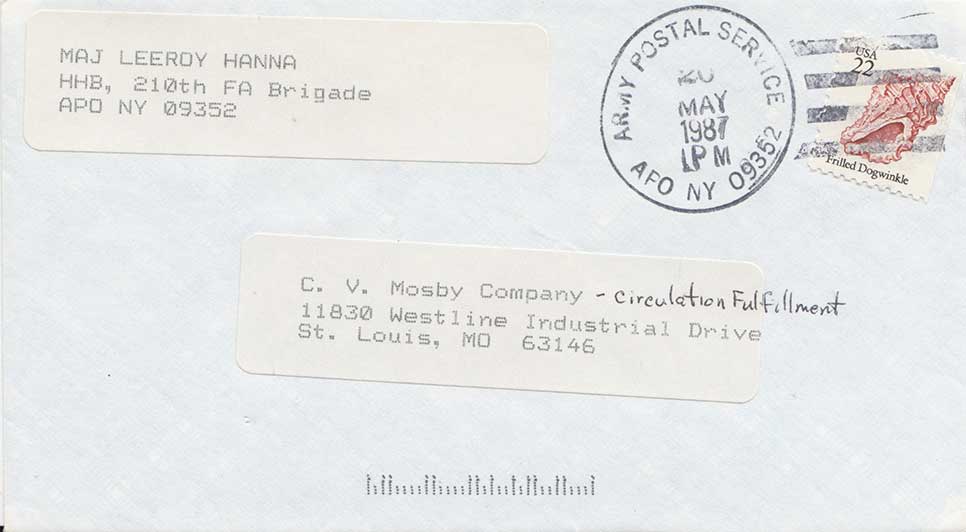 MAJ LEEROY HANNA
HHB, 210th FA Brigade
APO NY 09352
ARMY POSTAL SERVICE
MAY
1987
PM
APO NY 09352
USA
22
Frilled Dogwinkle
C. V. Mosby Company - Circulation Fulfillment
11830 Westline Industrial Drive
St. Louis, MO 63146